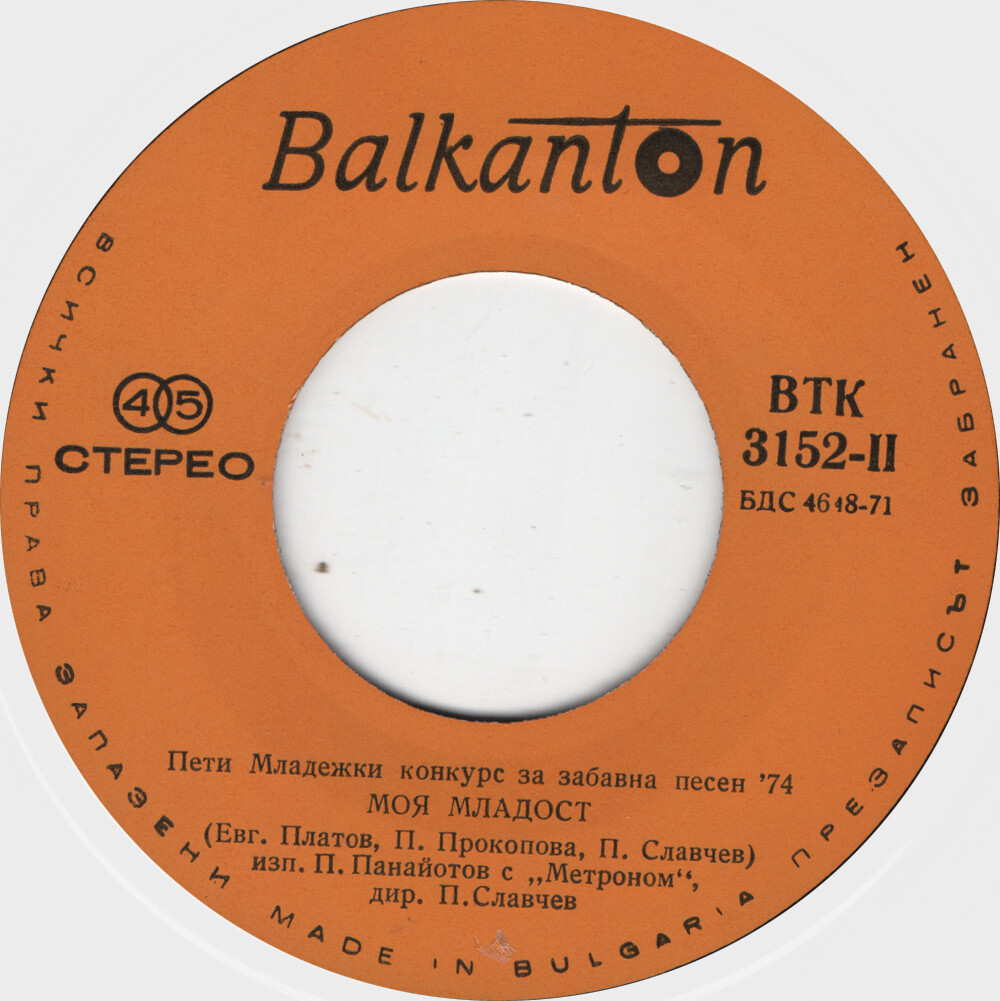 Balkanton
45
СТЕРЕО
ВТК
3152-II
БДС 4648-71
Пети Младежки конкурс за забавна песен '74
МОЯ МЛАДОСТ
(Евг. Платов, П. Прокопова, П. Славчев)
изп. П. Панайотов с „Метроном“,
дир. П. Славчев
ВСИЧКИ ПРАВА ЗАПАЗЕНИ MADE IN BULGARIA ПРЕЗАПИСЪТ ЗАБРАНЕН